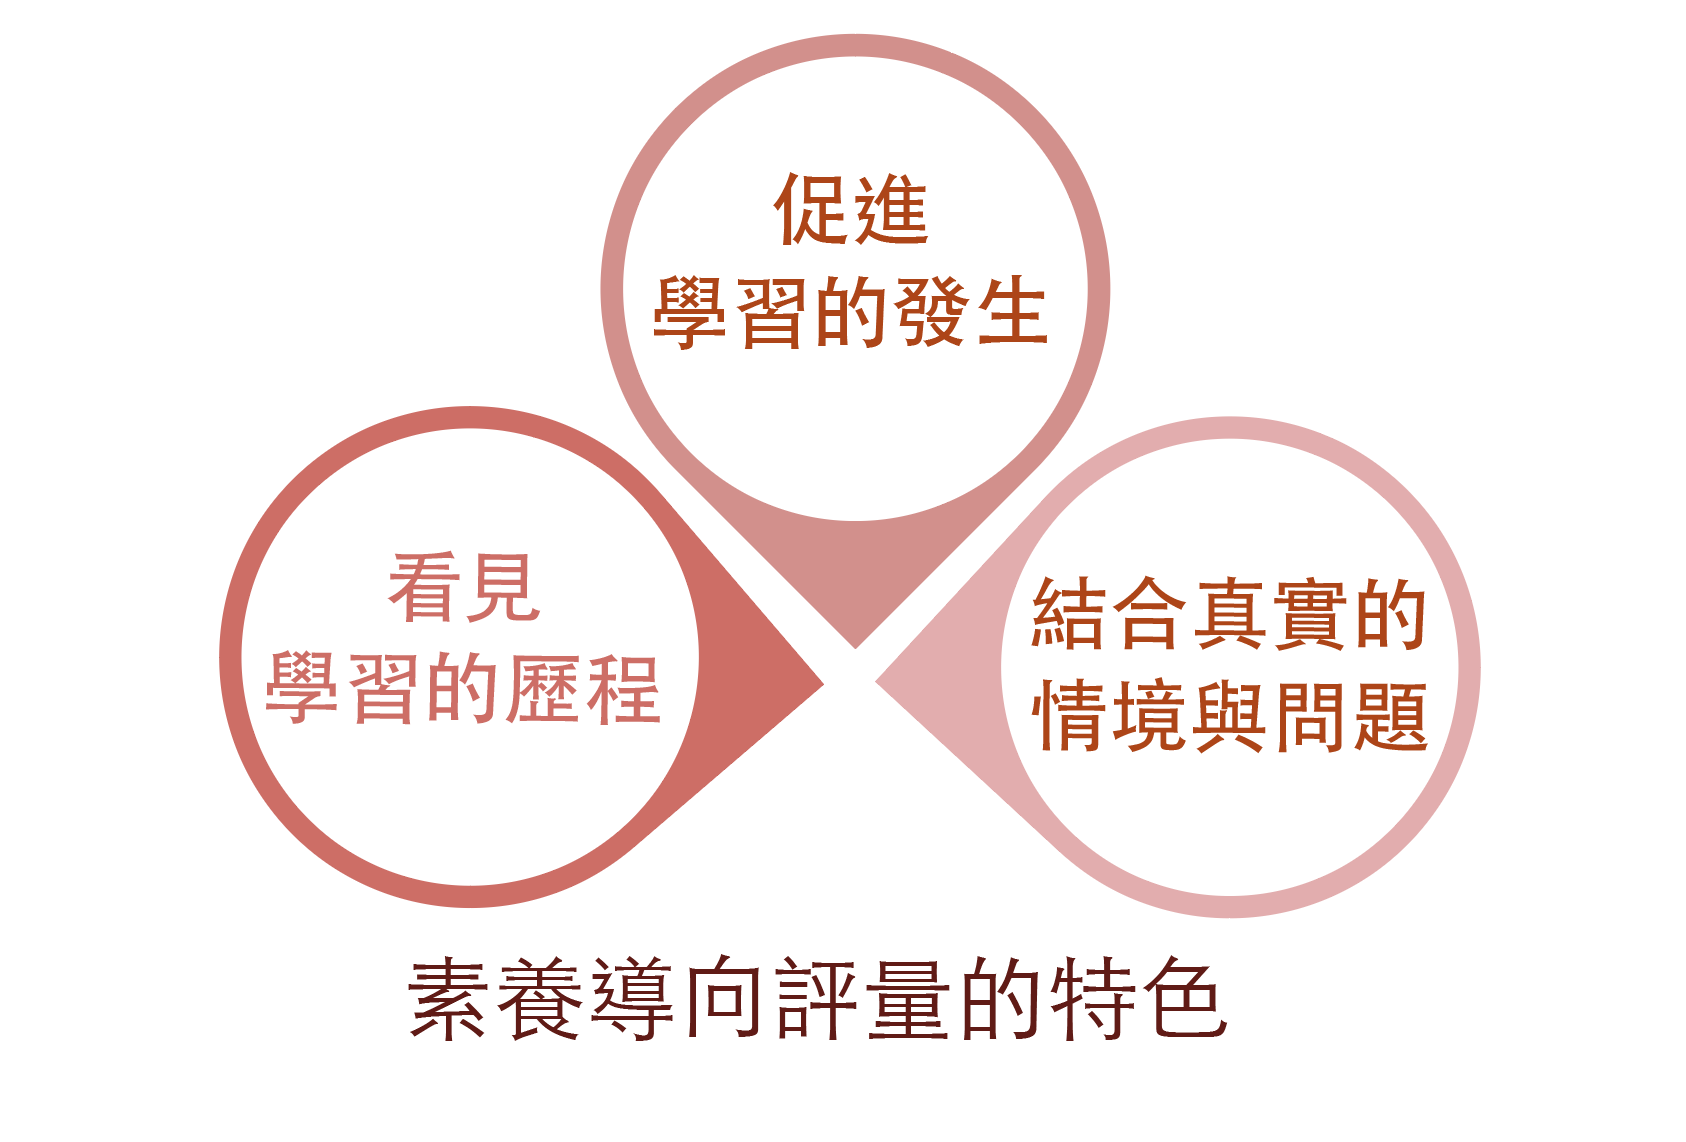 促進
學習的發生
看見
學習的歷程
結合真實的
情境與問題
素養導向評量的特色